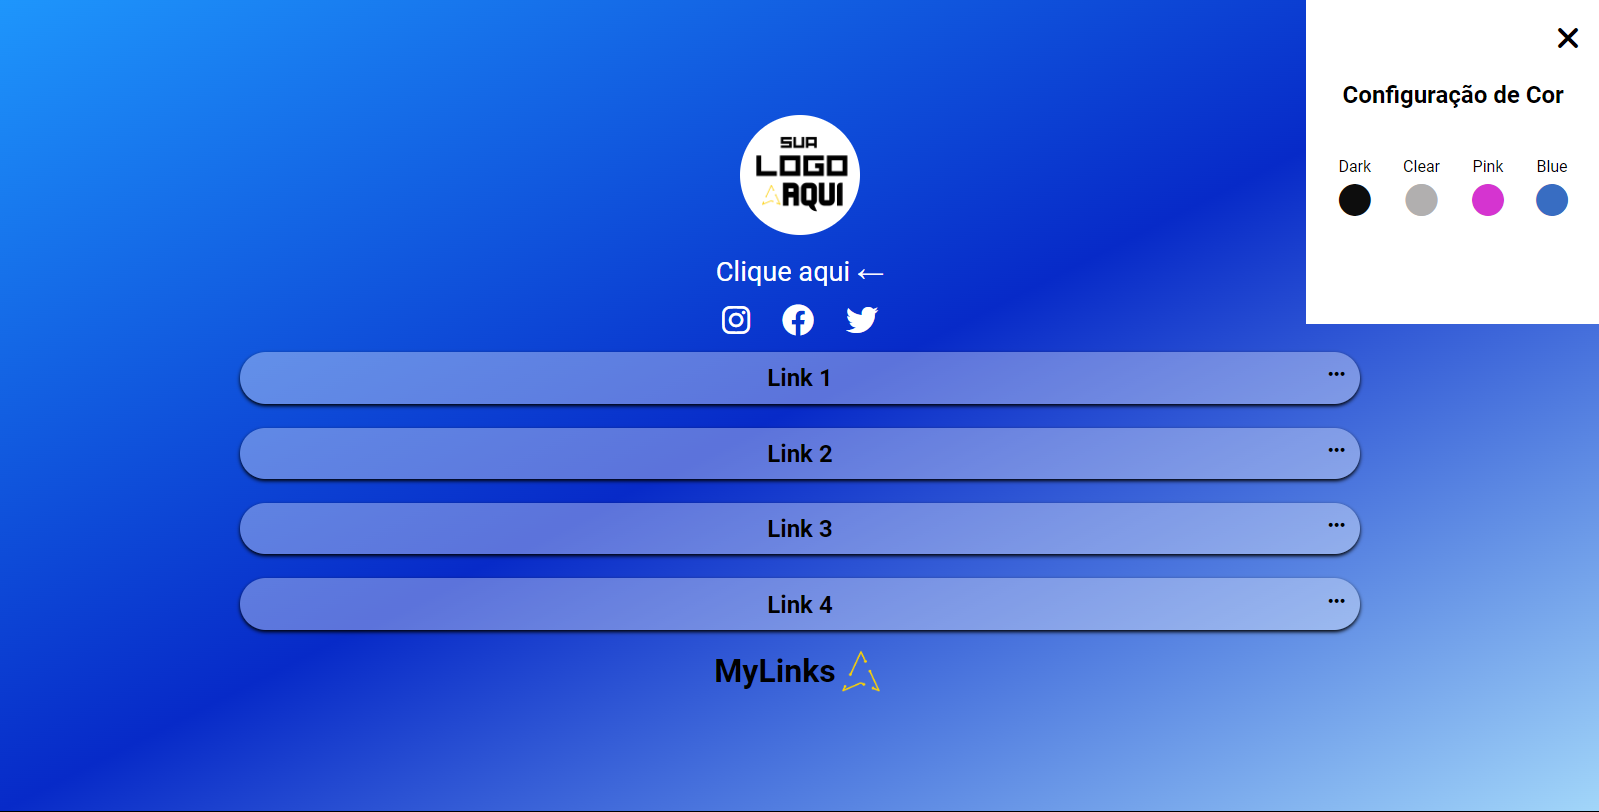 Configuração de Cor
Dark Clear Pink Blue
SUA
LOGO
AQUI
Clique aqui ←
Link 1 ...
Link 2 ...
Link 3 ...
Link 4 ...
MyLinks